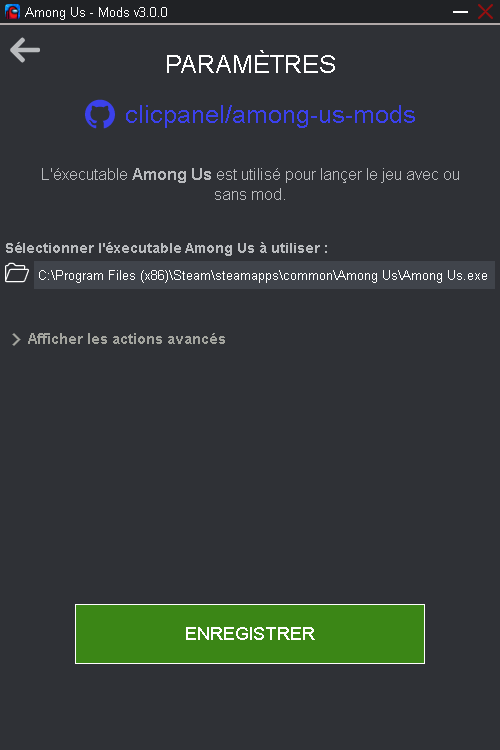 Among Us - Mods v3.0.0
PARAMÈTRES
clicpanel/among-us-mods
L'éxecutable Among Us est utilisé pour lançer le jeu avec ou
sans mod.
Sélectionner l'éxecutable Among Us à utiliser :
C:\Program Files (x86)\Steam\steamapps\common\Among Us\Among Us.exe
Afficher les actions avancés
ENREGISTRER